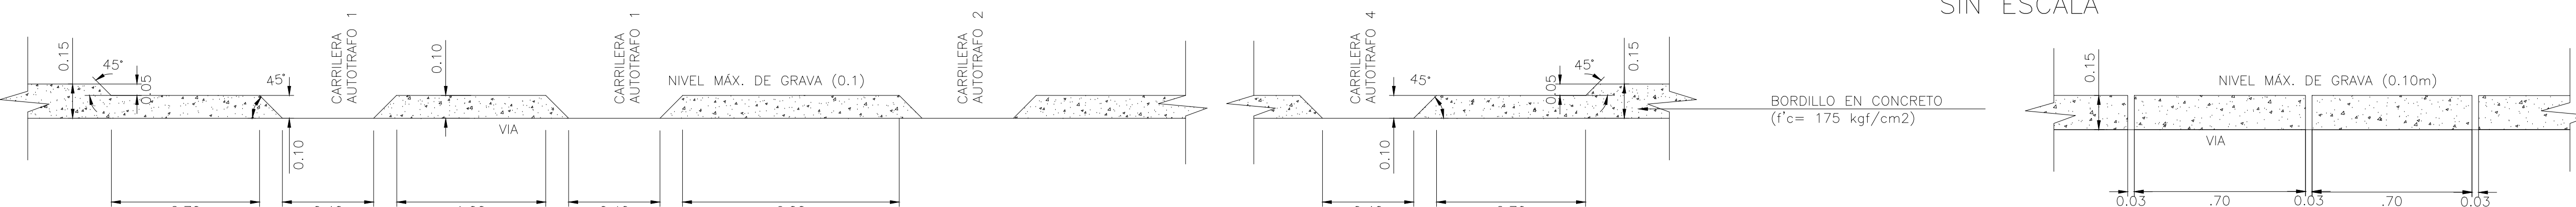 SIN ESCALA
0.15
45°
0.05
45°
0.10
CARRILERA
AUTOTRAFO 1
0.10
VIA
CARRILERA
AUTOTRAFO 1
NIVEL MÁX. DE GRAVA (0.1)
CARRILERA
AUTOTRAFO 2
CARRILERA
AUTOTRAFO 4
0.10
45°
0.05
45°
0.15
BORDILLO EN CONCRETO
(f'c= 175 kgf/cm2)
0.15
NIVEL MÁX. DE GRAVA (0.10m)
VIA
0.03
.70
0.03
.70
0.03